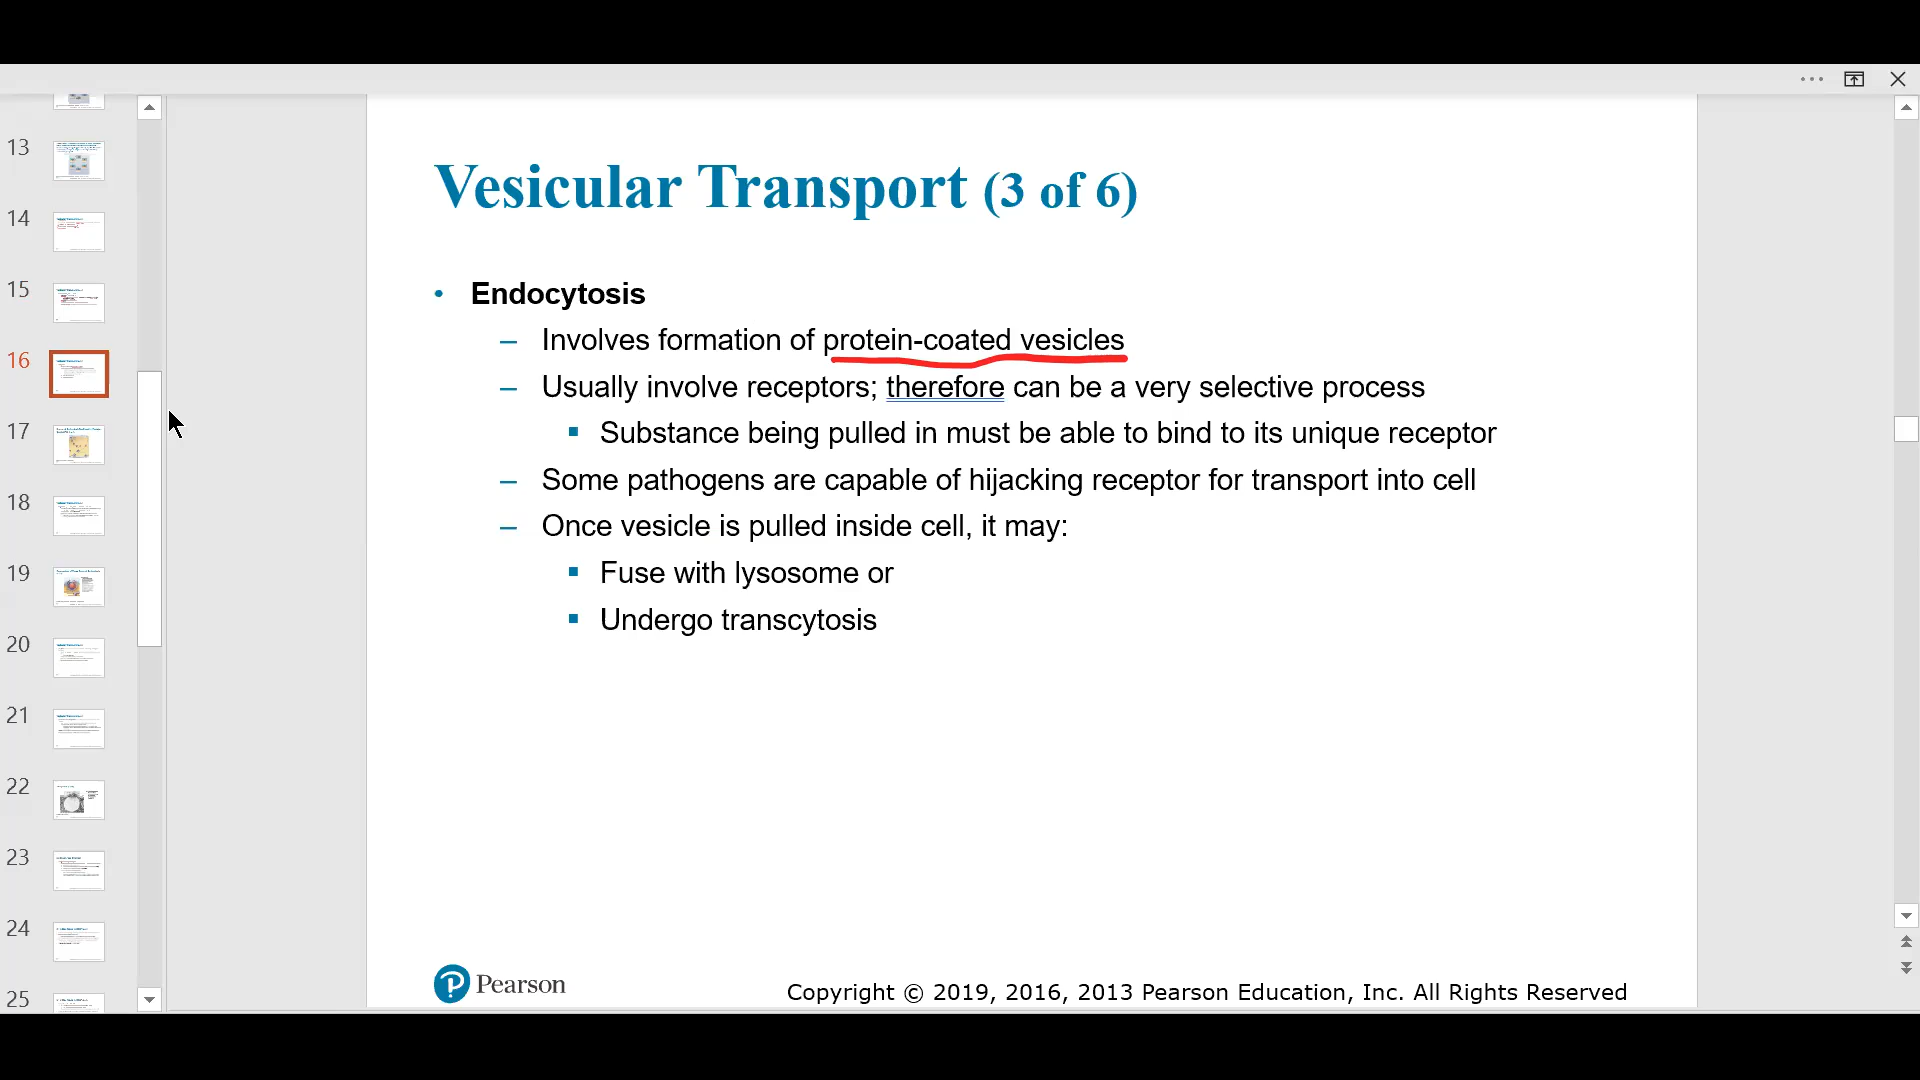 Vesicular Transport (3 of 6)
• Endocytosis
– Involves formation of protein-coated vesicles
– Usually involve receptors; therefore can be a very selective process
▪ Substance being pulled in must be able to bind to its unique receptor
– Some pathogens are capable of hijacking receptor for transport into cell
– Once vesicle is pulled inside cell, it may:
▪ Fuse with lysosome or
▪ Undergo transcytosis
Pearson
Copyright © 2019, 2016, 2013 Pearson Education, Inc. All Rights Reserved
13
14
15
16
17
18
19
20
21
22
23
24
25